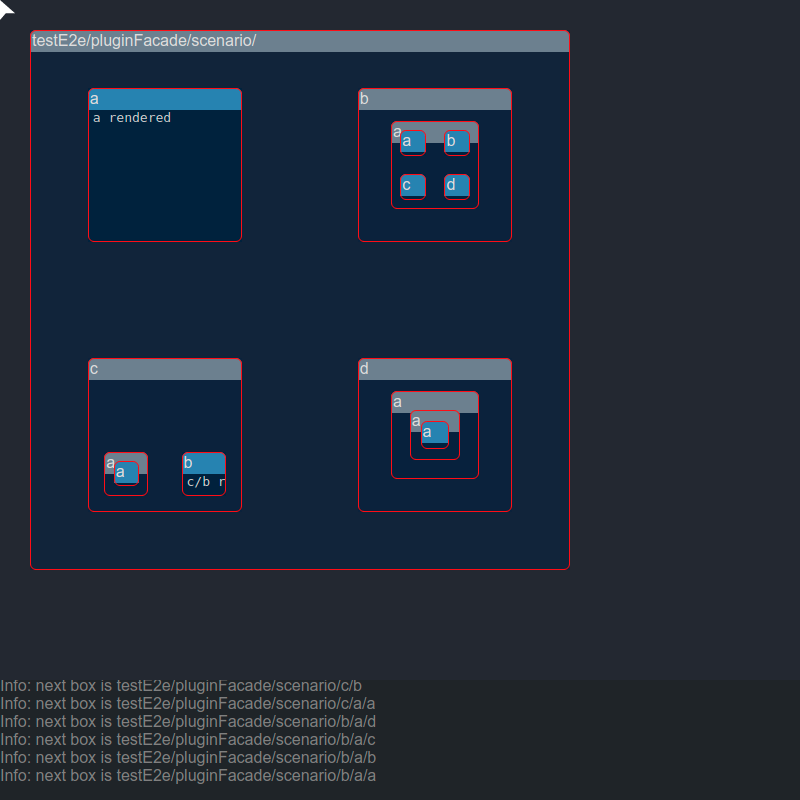 testE2e/pluginFacade/scenario/
a
b
a rendered
a
a
b
c
d
c
d
a
a
a
a
a
b
c/b r
Info: next box is testE2e/pluginFacade/scenario/c/b
Info: next box is testE2e/pluginFacade/scenario/c/a/a
Info: next box is testE2e/pluginFacade/scenario/b/a/d
Info: next box is testE2e/pluginFacade/scenario/b/a/c
Info: next box is testE2e/pluginFacade/scenario/b/a/b
Info: next box is testE2e/pluginFacade/scenario/b/a/a